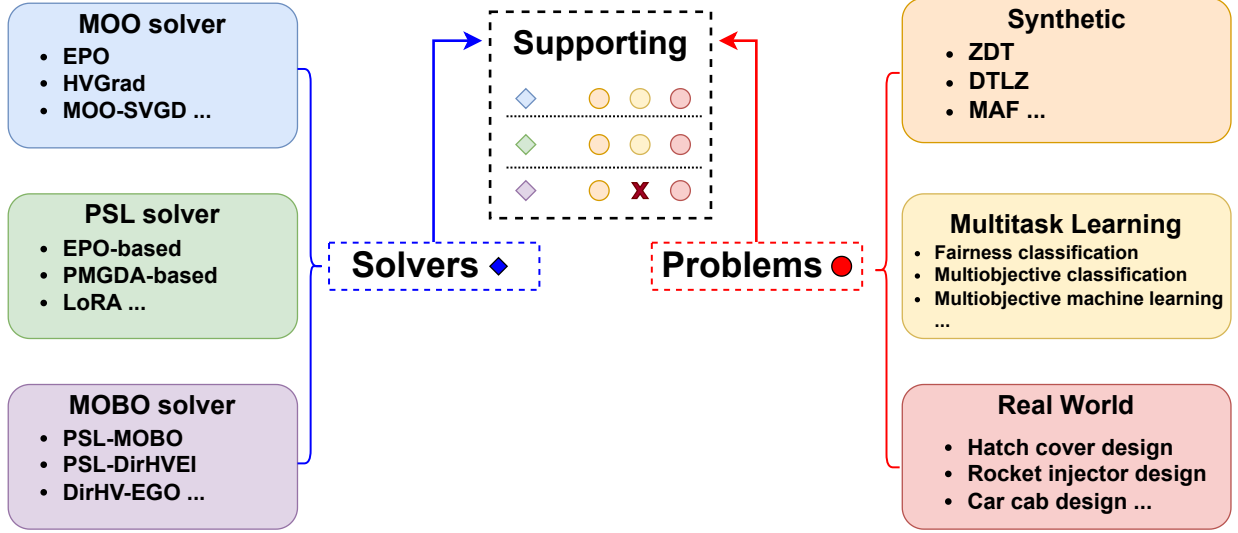 MOO solver
• EPO
• HVGrad
• MOO-SVGD ...
PSL solver
• EPO-based
• PMGDA-based
• LoRA ...
MOBO solver
• PSL-MOBO
• PSL-DirHVEI
• DirHV-EGO ...
Solvers
Supporting
X
Problems
Synthetic
• ZDT
• DTLZ
• MAF ...
Multitask Learning
• Fairness classification
• Multiobjective classification
• Multiobjective machine learning
...
Real World
• Hatch cover design
• Rocket injector design
• Car cab design ...